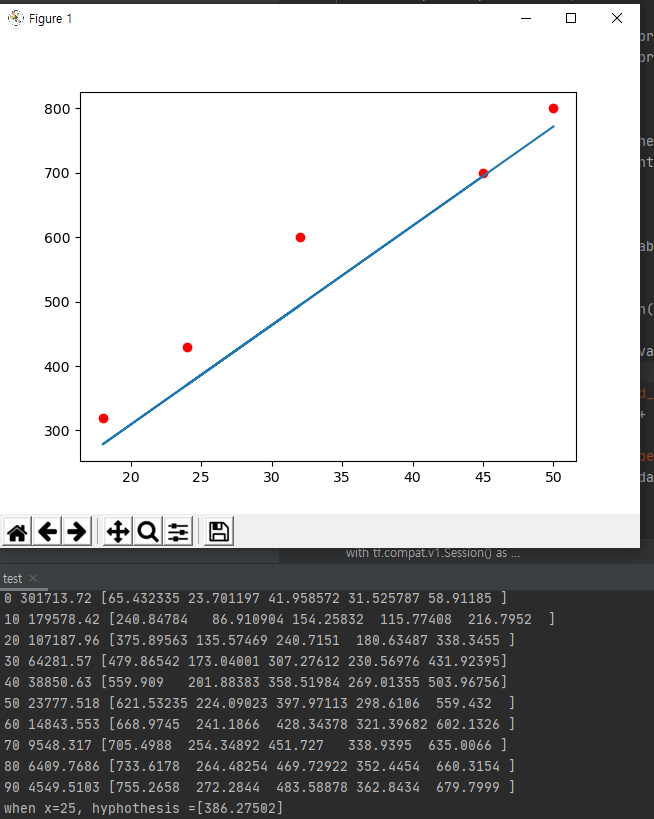 Figure 1
or
or
800
ne
nt
700
600
ab
500
n(
va
400
d_
+
300
be
da
20 25 30 35 40 45 50
with tf.compat.v1.Session() as ...
test
0 301713.72 [65.432335 23.701197 41.958572 31.525787 58.91185 ]
10 179578.42 [240.84784   86.910904 154.25832  115.77408  216.7952  ]
20 107187.96 [375.89563 135.57469 240.7151  180.63487 338.3455 ]
30 64281.57 [479.86542 173.04001 307.27612 230.56976 431.92395]
40 38850.63 [559.909   201.88383 358.51984 269.01355 503.96756]
50 23777.518 [621.53235 224.09023 397.97113 298.6106  559.432  ]
60 14843.553 [668.9745  241.1866  428.34378 321.39682 602.1326 ]
70 9548.317 [705.4988  254.34892 451.727   338.9395  635.0066 ]
80 6409.7686 [733.6178  264.48254 469.72922 352.4454  660.3154 ]
90 4549.5103 [755.2658  272.2844  483.58878 362.8434  679.7999 ]
when x=25, hyphothesis =[386.27502]